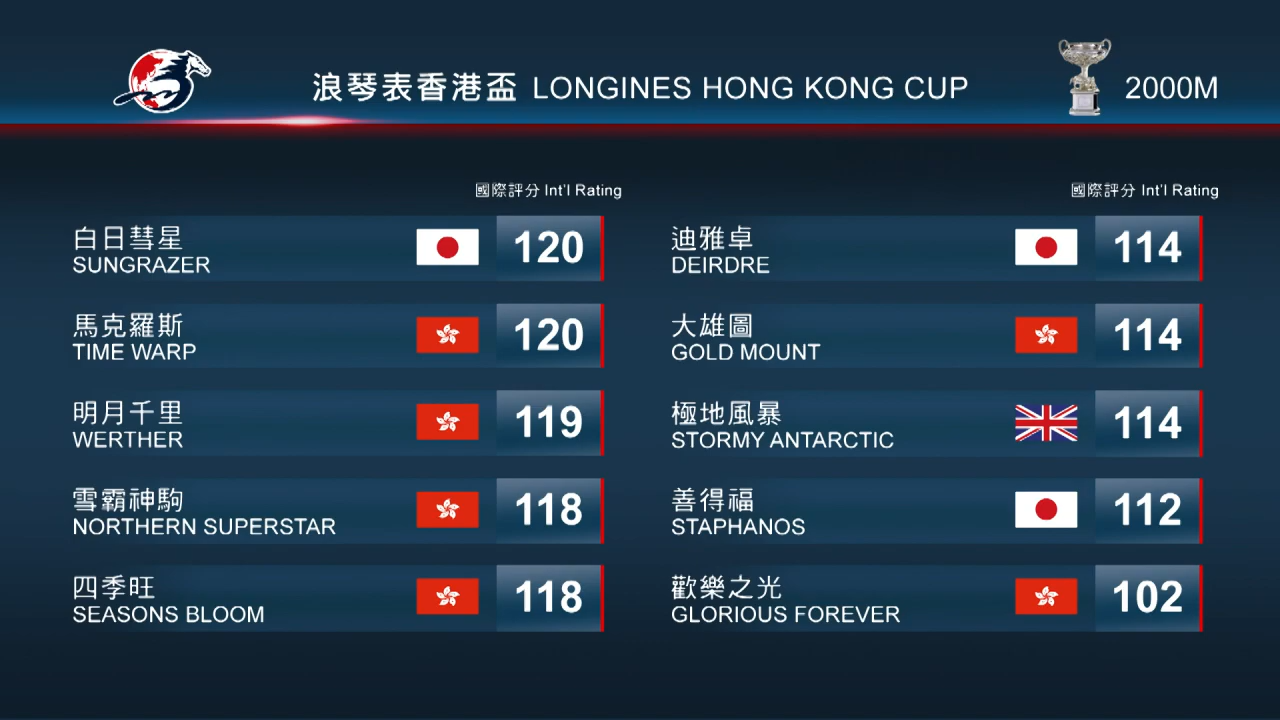 浪琴表香港盃 LONGINES HONG KONG CUP 2000M
國際評分 Int'l Rating
白日彗星
SUNGRAZER
120
馬克羅斯
TIME WARP
120
明月千里
WERTHER
119
雪霸神駒
NORTHERN SUPERSTAR
118
四季旺
SEASONS BLOOM
118
國際評分 Int'l Rating
迪雅卓
DEIRDRE
114
大雄圖
GOLD MOUNT
114
極地風暴
STORMY ANTARCTIC
114
善得福
STAPHANOS
112
歡樂之光
GLORIOUS FOREVER
102